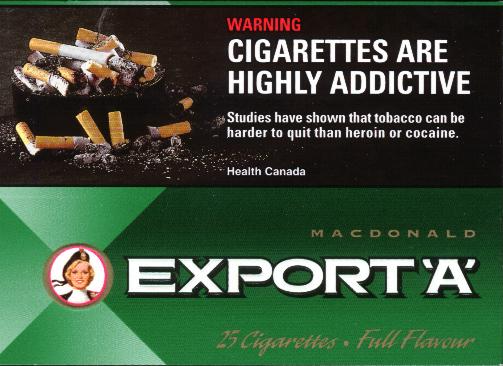 WARNING
CIGARETTES ARE
HIGHLY ADDICTIVE
Studies have shown that tobacco can be
harder to quit than heroin or cocaine.
Health Canada
MACDONALD
EXPORT 'A'
25 Cigarettes • Full Flavour